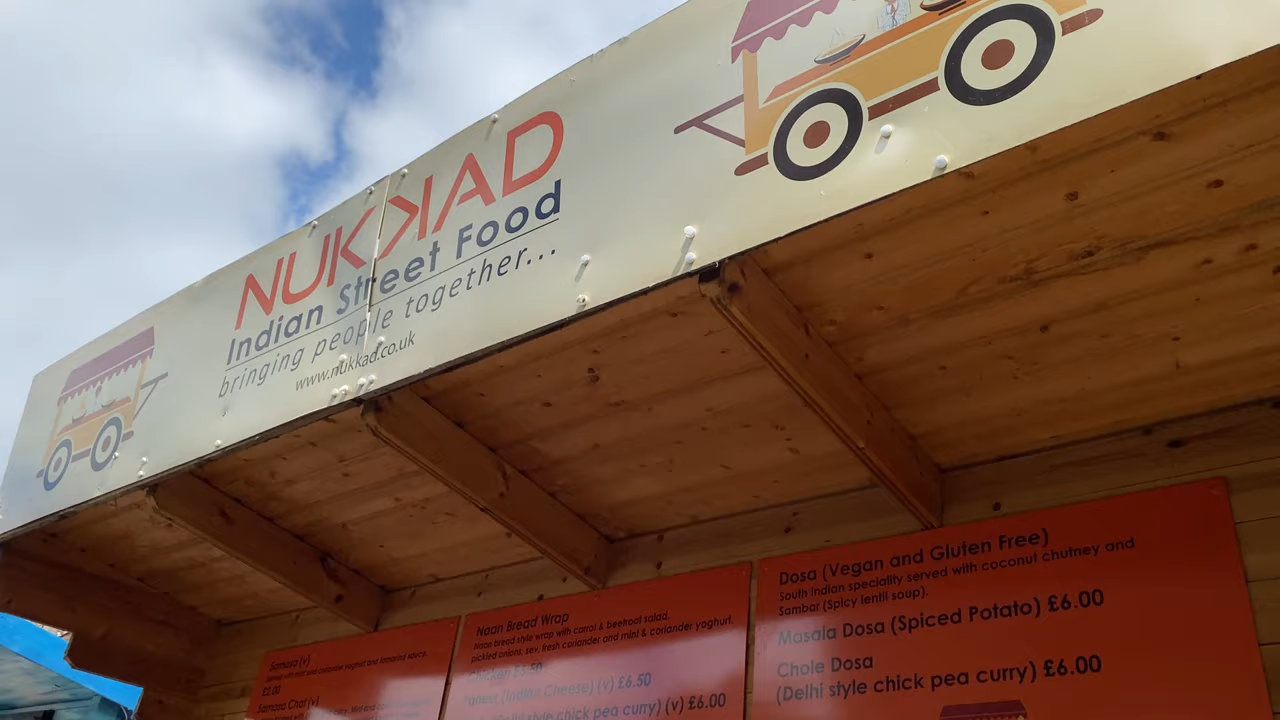 NUKKAD
Indian Street Food
bringing people together...
www.nukkad.co.uk
Samosa (v)
Served with mint and coriander yoghurt and tamarind sauce.
£3.00
Samosa Chat (v)
Naan Bread Wrap
Naan bread style wrap with carrot & beetroot salad,
pickled onions, sev, fresh coriander and mint & coriander yoghurt.
Chicken £6.50
Paneer (Indian Cheese) (v) £6.50
(Delhi style chick pea curry) (v) £6.00
Dosa (Vegan and Gluten Free)
South Indian speciality served with coconut chutney and
Sambar (Spicy lentil soup).
Masala Dosa (Spiced Potato) £6.00
Chole Dosa
(Delhi style chick pea curry) £6.00